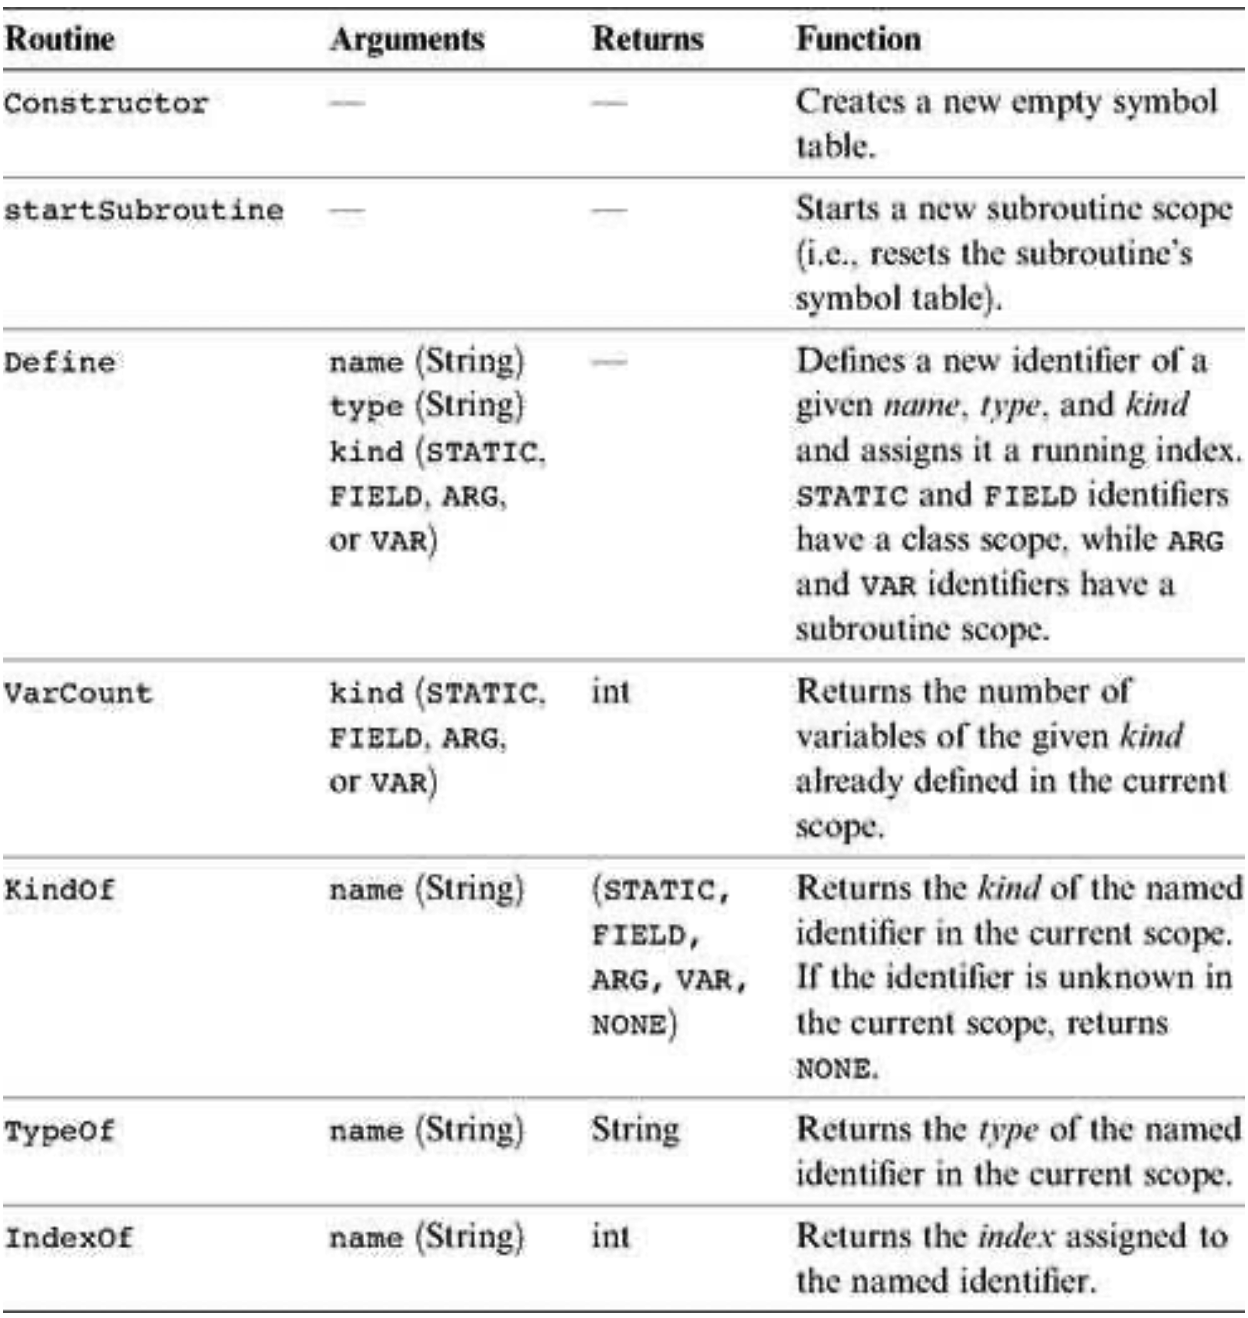 Routine Arguments Returns Function
Constructor — — Creates a new empty symbol
table.
startSubroutine — — Starts a new subroutine scope
(i.e., resets the subroutine's
symbol table).
Define name (String) — Defines a new identifier of a
type (String) given name, type, and kind
kind (STATIC, and assigns it a running index.
FIELD, ARG, STATIC and FIELD identifiers
or VAR) have a class scope, while ARG
and VAR identifiers have a
subroutine scope.
VarCount kind (STATIC, int Returns the number of
FIELD, ARG, variables of the given kind
or VAR) already defined in the current
scope.
KindOf name (String) (STATIC, Returns the kind of the named
FIELD, identifier in the current scope.
ARG, VAR, If the identifier is unknown in
NONE) the current scope, returns
NONE.
TypeOf name (String) String Returns the type of the named
identifier in the current scope.
IndexOf name (String) int Returns the index assigned to
the named identifier.